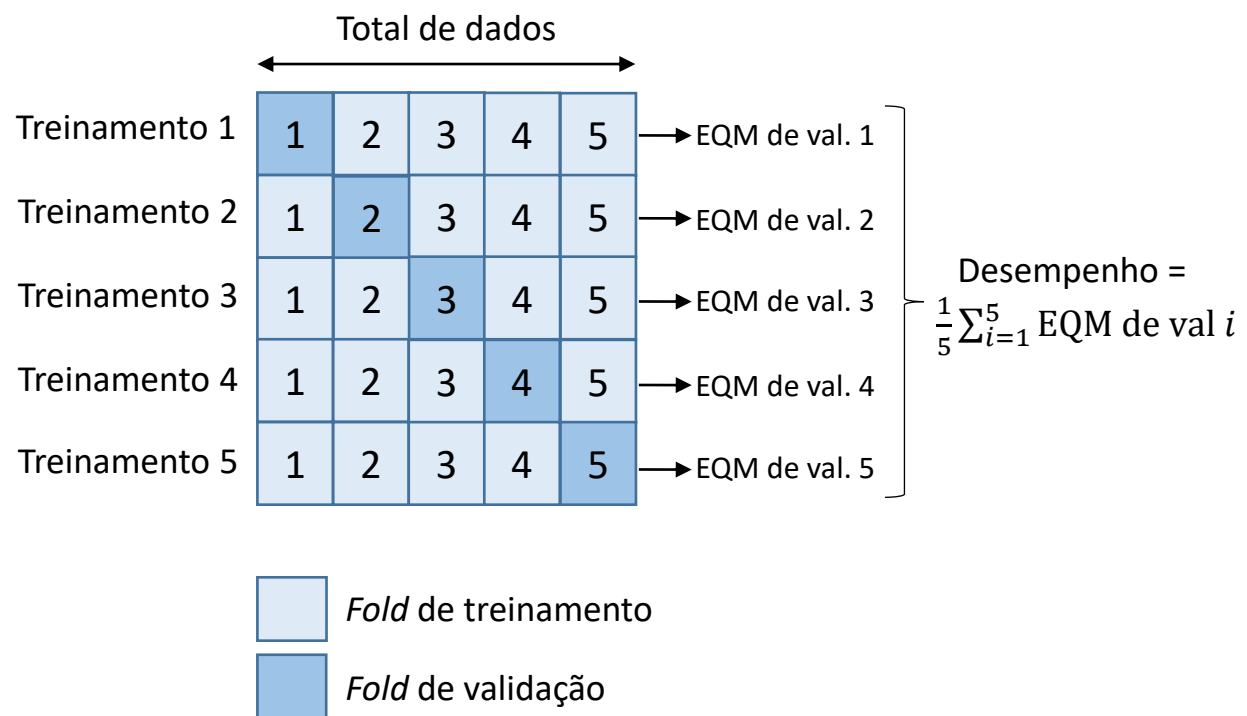 Total de dados
Treinamento 1 1 2 3 4 5 EQM de val. 1
Treinamento 2 1 2 3 4 5 EQM de val. 2
Treinamento 3 1 2 3 4 5 EQM de val. 3
Treinamento 4 1 2 3 4 5 EQM de val. 4
Treinamento 5 1 2 3 4 5 EQM de val. 5
Desempenho =
$\frac{1}{5}\sum_{i=1}^{5}$ EQM de val $i$
Fold de treinamento
Fold de validação